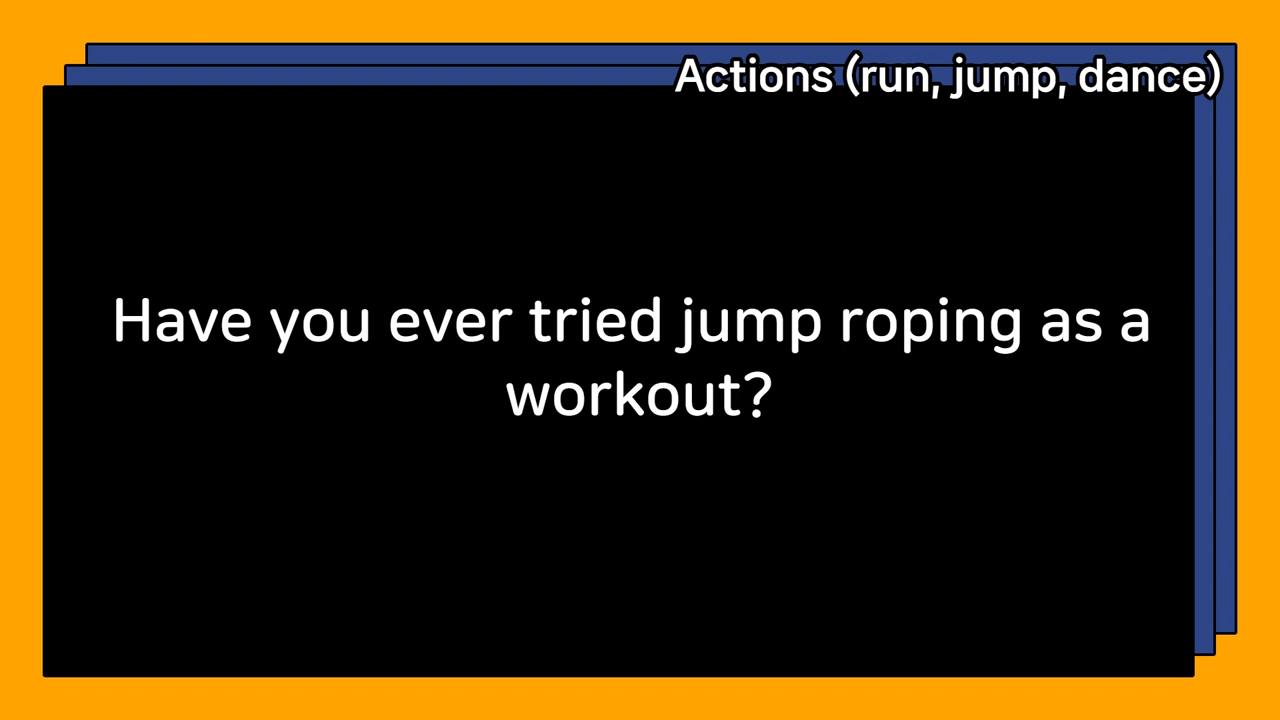 Actions (run, jump, dance)
Have you ever tried jump roping as a
workout?